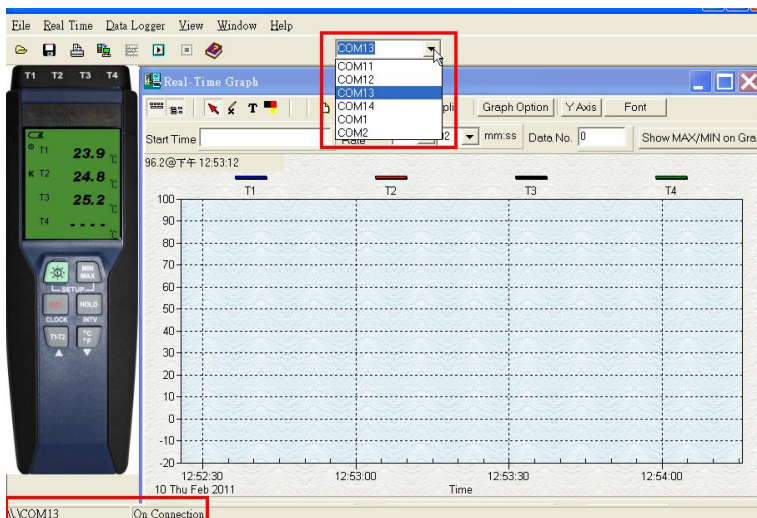 File Real Time Data Logger View Window Help
COM13
COM11
COM12
COM13
COM14
COM1
COM2
T1 T2 T3 T4
Real-Time Graph
T
Graph Option Y Axis Font
Start Time
Rate
02 mm:ss Data No. 0 Show MAX/MIN on Gra
96.2@下午 12:53:12
T1 T2 T3 T4
T1 23.9 °C
K T2 24.8 °C
T3 25.2 °C
T4 ---- °C
MIN MAX
SETUP
REC HOLD
CLOCK INTV
T1-T2 °C °F
100
90
80
70
60
50
40
30
20
10
0
-10
-20
12:52:30 12:53:00 12:53:30 12:54:00
10 Thu Feb 2011 Time
\\.\COM13 On Connection